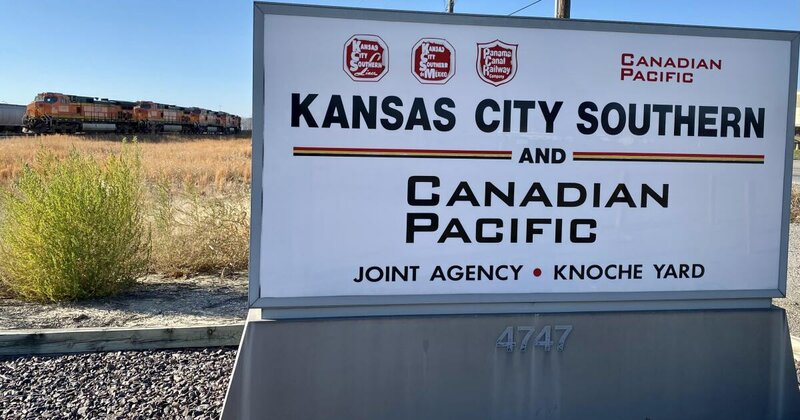 KANSAS CITY SOUTHERN Lines
KANSAS CITY SOUTHERN de MEXICO
PANAMA CANAL RAILWAY COMPANY
CANADIAN PACIFIC
KANSAS CITY SOUTHERN
AND
CANADIAN
PACIFIC
JOINT AGENCY • KNOCHE YARD
4747